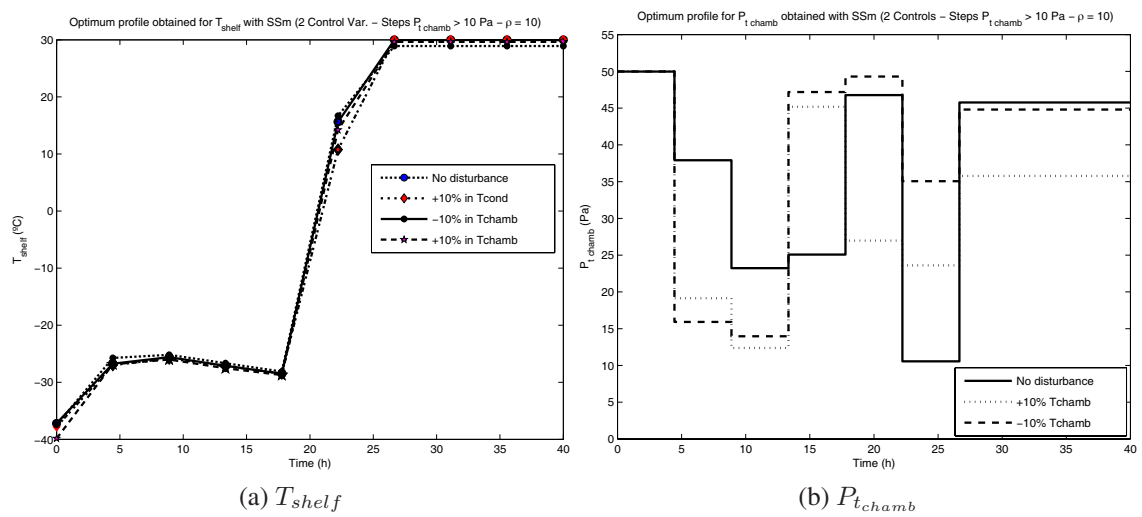 Optimum profile obtained for T_shelf with SSm (2 Control Var. − Steps P_t chamb > 10 Pa − ρ = 10)
30
20
10
0
−10
−20
−30
−40
T_shelf (ºC)
No disturbance
+10% in Tcond
−10% in Tchamb
+10% in Tchamb
0 5 10 15 20 25 30 35 40
Time (h)
(a) T_shelf
Optimum profile for P_t chamb obtained with SSm (2 Controls − Steps P_t chamb > 10 Pa − ρ = 10)
55
50
45
40
35
30
25
20
15
10
5
0
P_t chamb (Pa)
No disturbance
+10% Tchamb
−10% Tchamb
0 5 10 15 20 25 30 35 40
Time (h)
(b) P_t_chamb